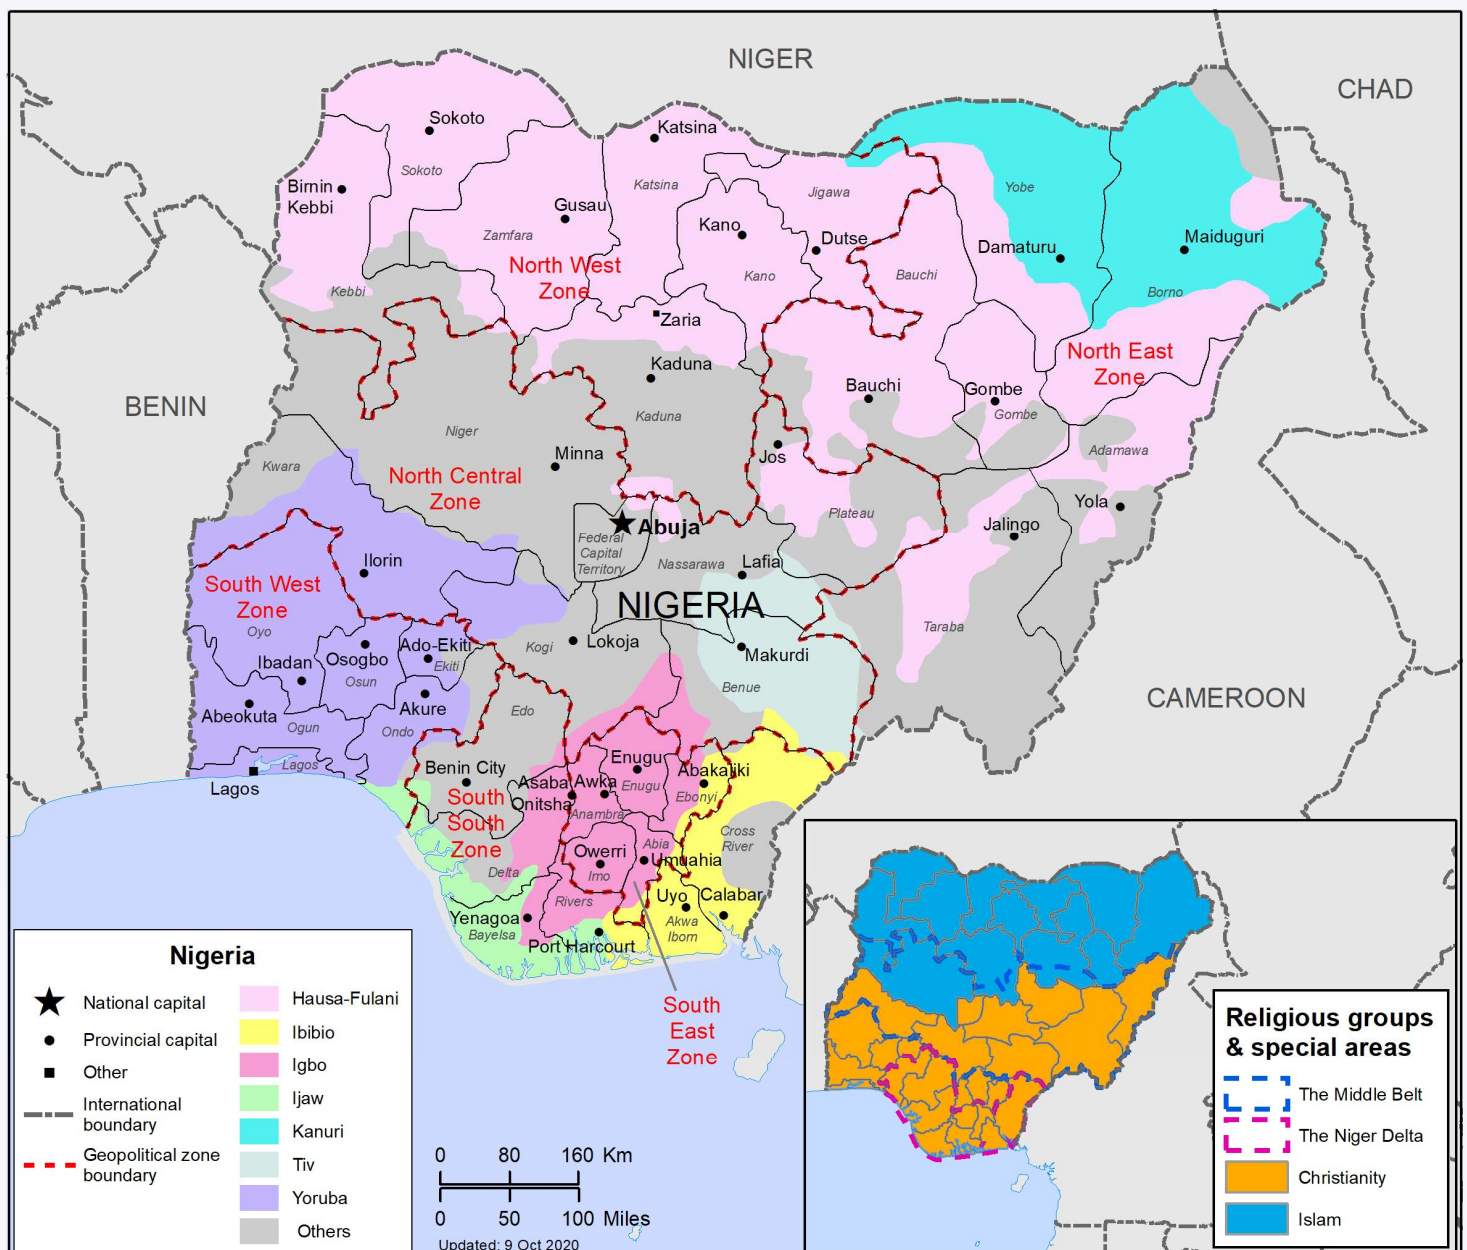 NIGER
CHAD
Sokoto
Katsina
Sokoto
Katsina
Birnin
Kebbi
Jigawa
Yobe
Gusau
Zamfara
Kano
Dutse
Damaturu
Maiduguri
North West
Zone
Kano
Bauchi
Kebbi
Borno
Zaria
North East
Zone
Kaduna
BENIN
Bauchi
Gombe
Gombe
Kaduna
Niger
Minna
Jos
Adamawa
Kwara
North Central
Zone
Yola
Plateau
Jalingo
Abuja
Federal
Capital
Territory
Nassarawa
Lafia
Ilorin
South West
Zone
NIGERIA
Oyo
Taraba
Kogi
Lokoja
Ado-Ekiti
Ekiti
Osogbo
Ibadan
Osun
Makurdi
Benue
CAMEROON
Akure
Abeokuta
Ogun
Ondo
Edo
Lagos
Lagos
Benin City
Enugu
Enugu
Abakaliki
Ebonyi
Asaba
Awka
Onitsha
Anambra
South
South
Zone
Cross
River
Abia
Owerri
Imo
Umuahia
Delta
Rivers
Uyo
Calabar
Akwa
Ibom
Yenagoa
Bayelsa
Port Harcourt
South
East
Zone
Nigeria
National capital
Provincial capital
Other
International
boundary
Geopolitical zone
boundary
Hausa-Fulani
Ibibio
Igbo
Ijaw
Kanuri
Tiv
Yoruba
Others
0 80 160 Km
0 50 100 Miles
Updated: 9 Oct 2020
Religious groups
& special areas
The Middle Belt
The Niger Delta
Christianity
Islam